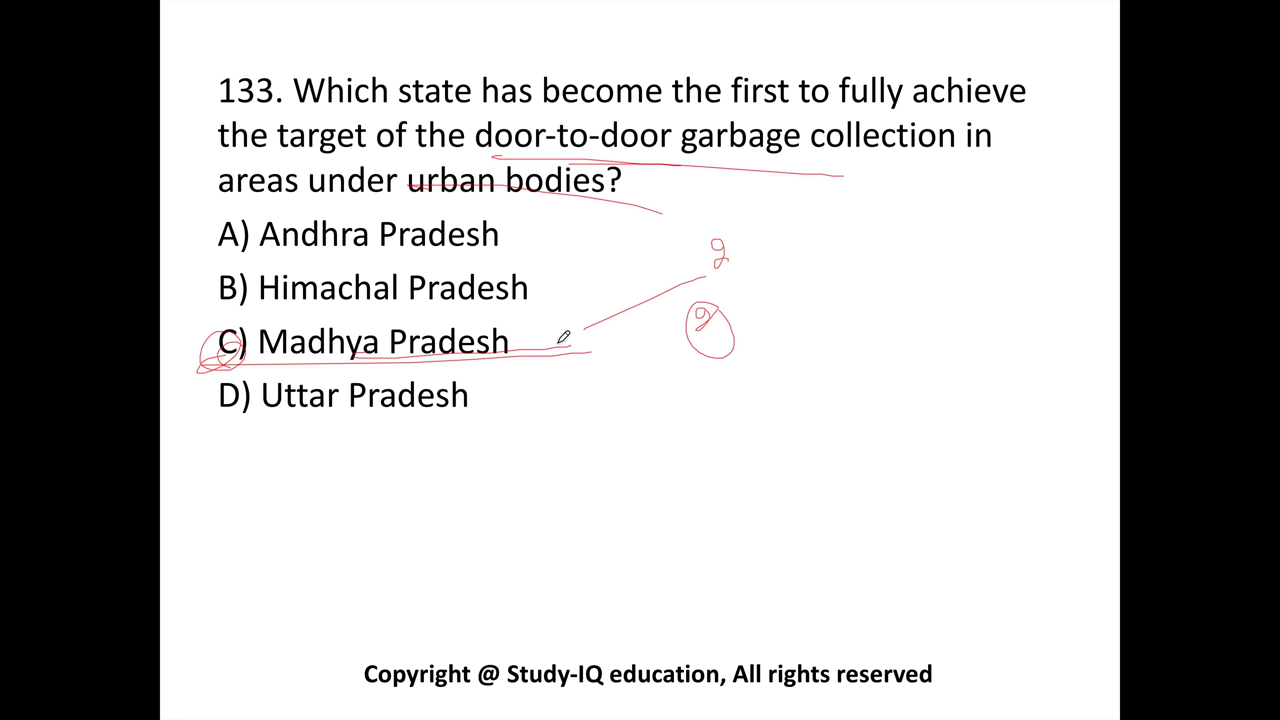 133. Which state has become the first to fully achieve
the target of the door-to-door garbage collection in
areas under urban bodies?
A) Andhra Pradesh
B) Himachal Pradesh
C) Madhya Pradesh
D) Uttar Pradesh
Copyright @ Study-IQ education, All rights reserved